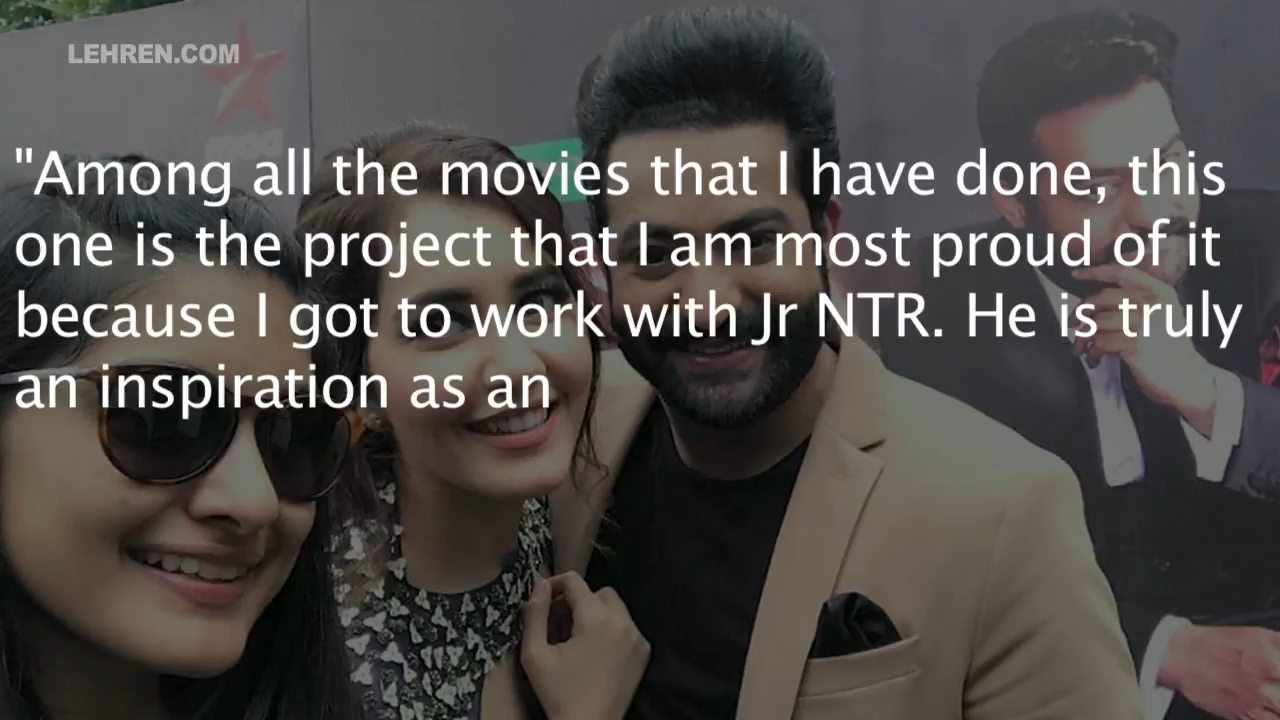 LEHREN.COM
"Among all the movies that I have done, this
one is the project that I am most proud of it
because I got to work with Jr NTR. He is truly
an inspiration as an